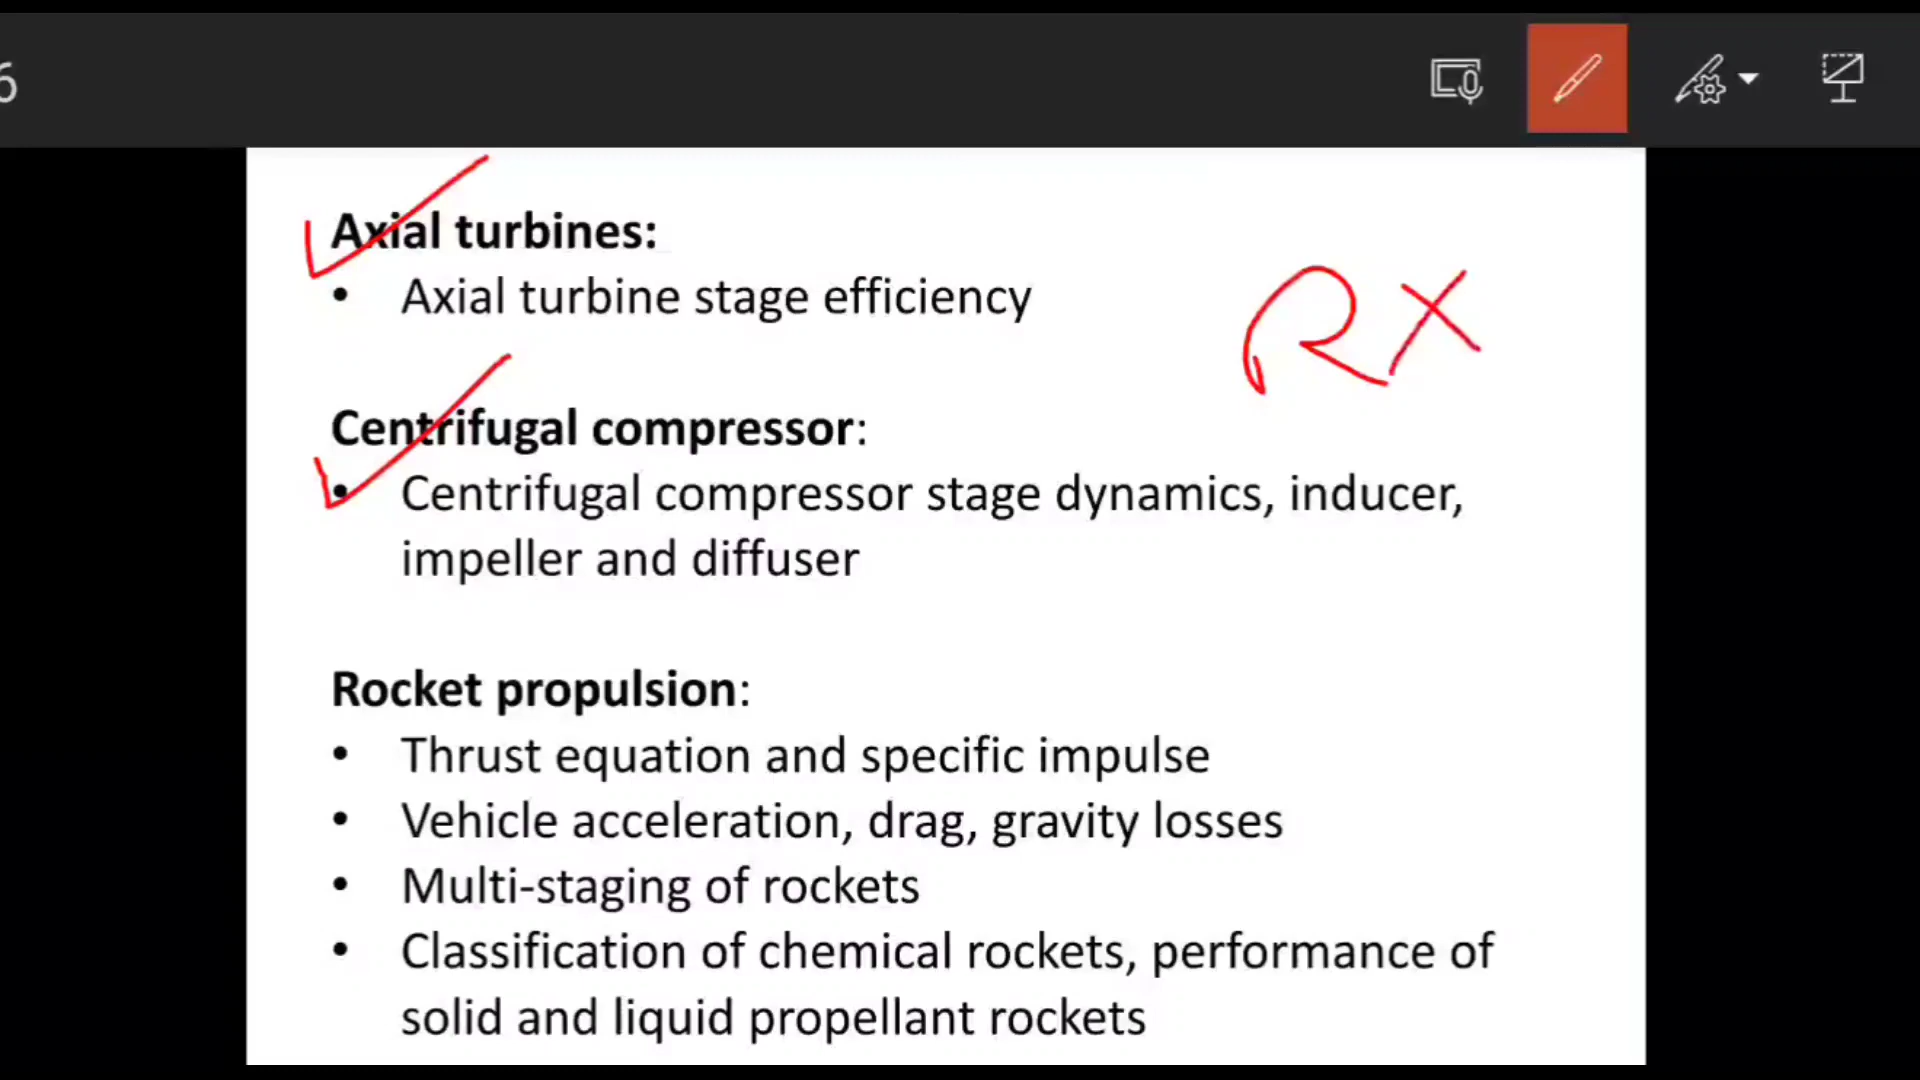 6
Axial turbines:
• Axial turbine stage efficiency
RX
Centrifugal compressor:
• Centrifugal compressor stage dynamics, inducer,
impeller and diffuser
Rocket propulsion:
• Thrust equation and specific impulse
• Vehicle acceleration, drag, gravity losses
• Multi-staging of rockets
• Classification of chemical rockets, performance of
solid and liquid propellant rockets